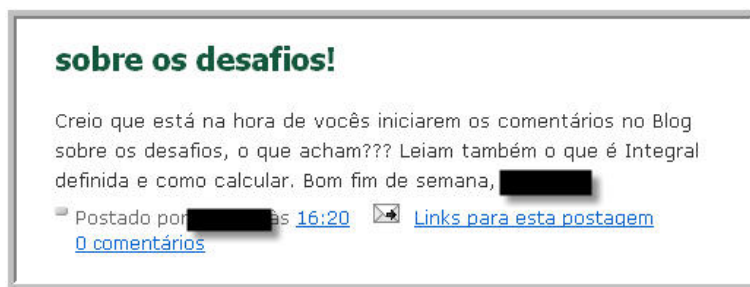 sobre os desafios!
Creio que está na hora de vocês iniciarem os comentários no Blog
sobre os desafios, o que acham??? Leiam também o que é Integral
definida e como calcular. Bom fim de semana,
Postado por às 16:20 Links para esta postagem
0 comentários